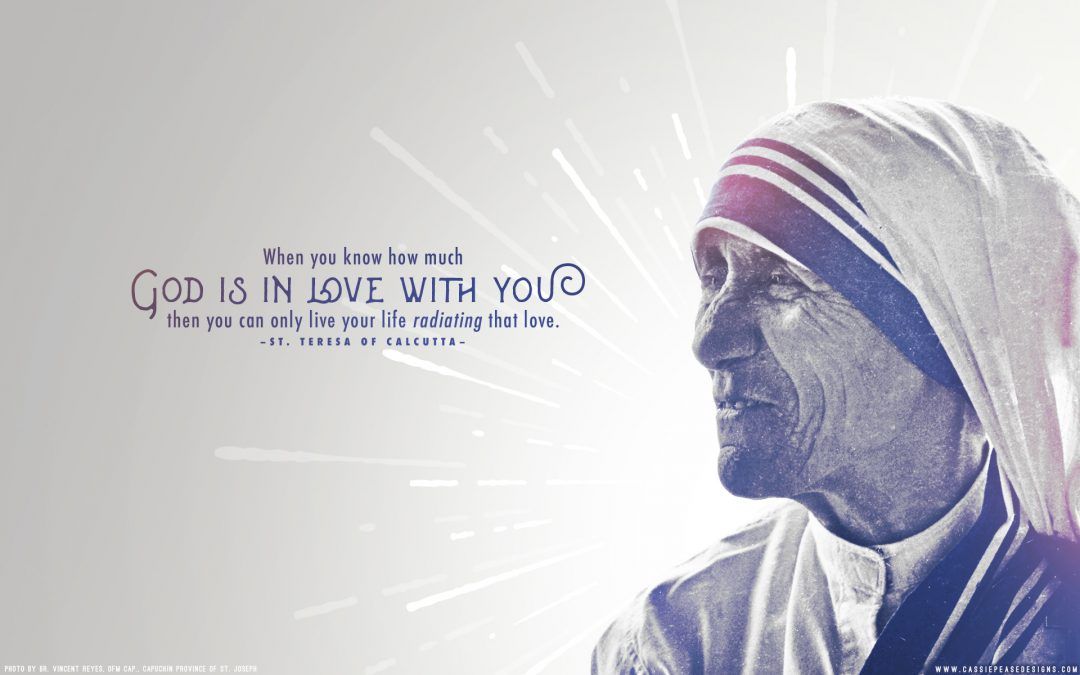 When you know how much
GOD IS IN LOVE WITH YOU
then you can only live your life radiating that love.
–ST. TERESA OF CALCUTTA–
PHOTO BY BR. VINCENT REYES, OFM CAP., CAPUCHIN PROVINCE OF ST. JOSEPH
WWW.CASSIEPEASEDESIGNS.COM